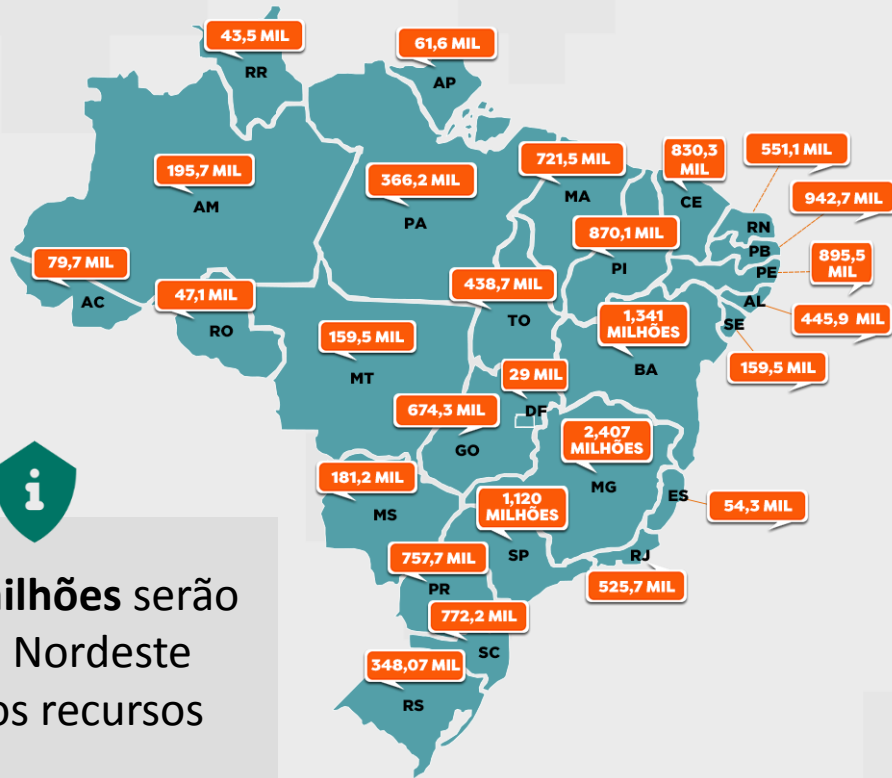 43,5 MIL
RR
61,6 MIL
AP
195,7 MIL
AM
366,2 MIL
PA
721,5 MIL
MA
830,3
MIL
CE
551,1 MIL
RN
942,7 MIL
PB
870,1 MIL
PI
895,5
MIL
PE
79,7 MIL
AC
47,1 MIL
RO
438,7 MIL
TO
1,341
MILHÕES
BA
445,9 MIL
AL
159,5 MIL
SE
159,5 MIL
MT
29 MIL
DF
674,3 MIL
GO
2,407
MILHÕES
MG
181,2 MIL
MS
1,120
MILHÕES
SP
54,3 MIL
ES
757,7 MIL
PR
525,7 MIL
RJ
772,2 MIL
SC
348,07 MIL
RS
i
serão
Nordeste
recursos